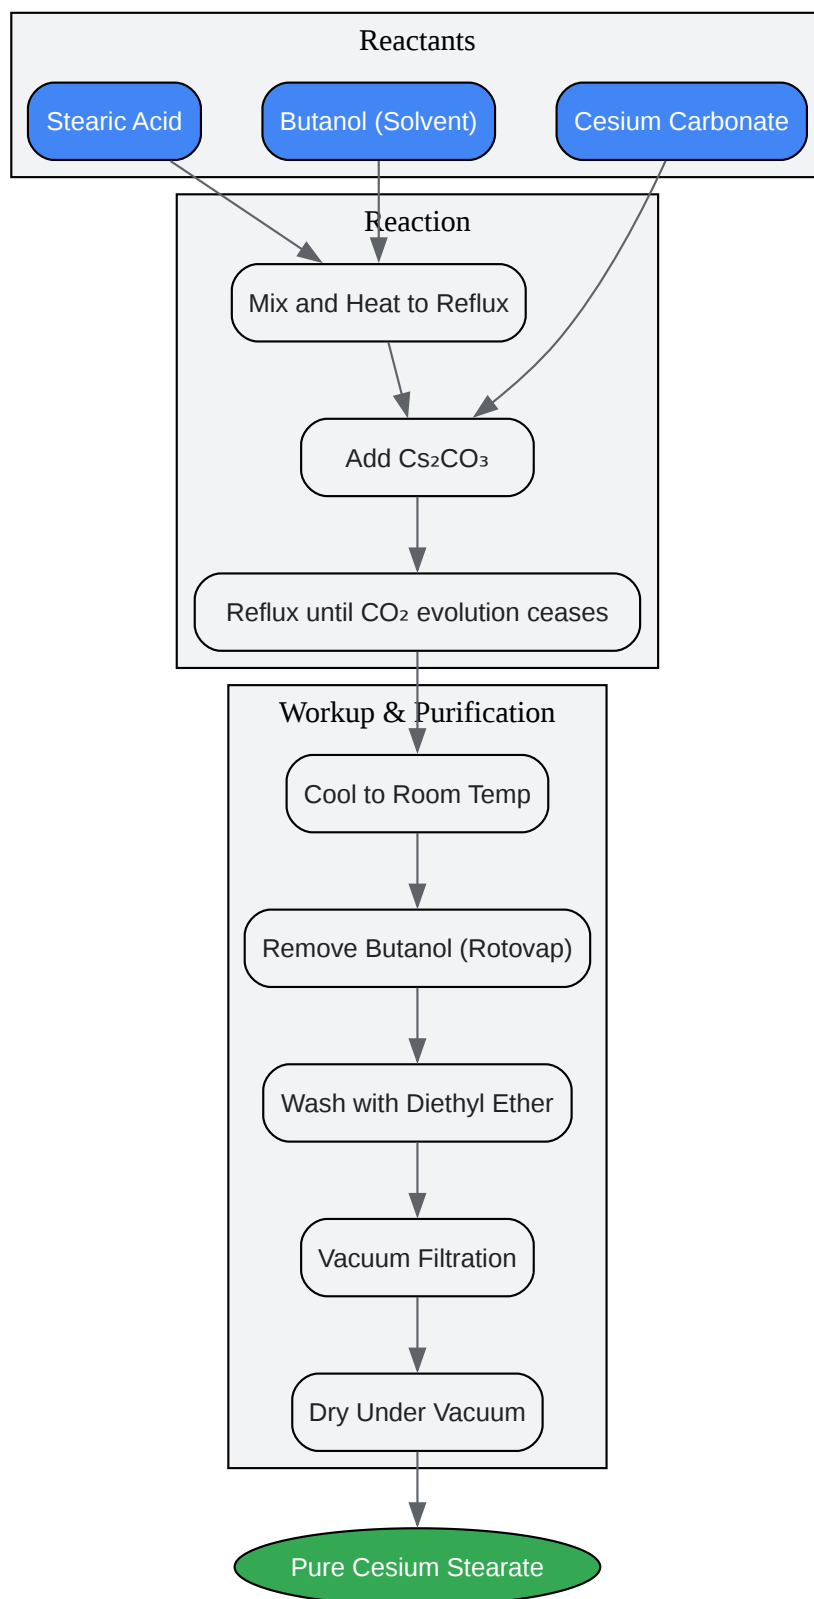 Reactants
Stearic Acid
Butanol (Solvent)
Cesium Carbonate
Reaction
Mix and Heat to Reflux
Add Cs₂CO₃
Reflux until CO₂ evolution ceases
Workup & Purification
Cool to Room Temp
Remove Butanol (Rotovap)
Wash with Diethyl Ether
Vacuum Filtration
Dry Under Vacuum
Pure Cesium Stearate